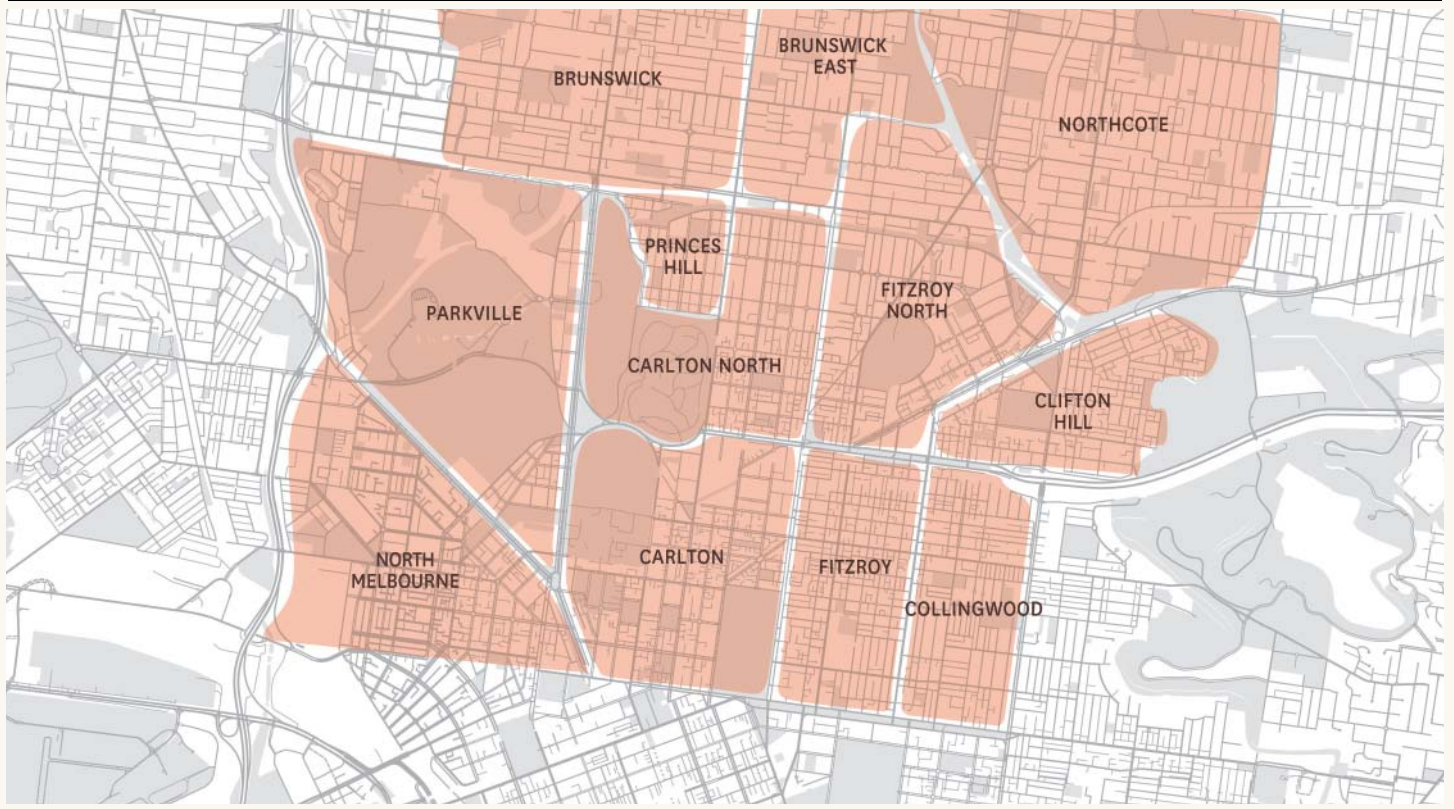 BRUNSWICK
BRUNSWICK
EAST
NORTHCOTE
PRINCES
HILL
PARKVILLE
FITZROY
NORTH
CARLTON NORTH
CLIFTON
HILL
NORTH
MELBOURNE
CARLTON
FITZROY
COLLINGWOOD